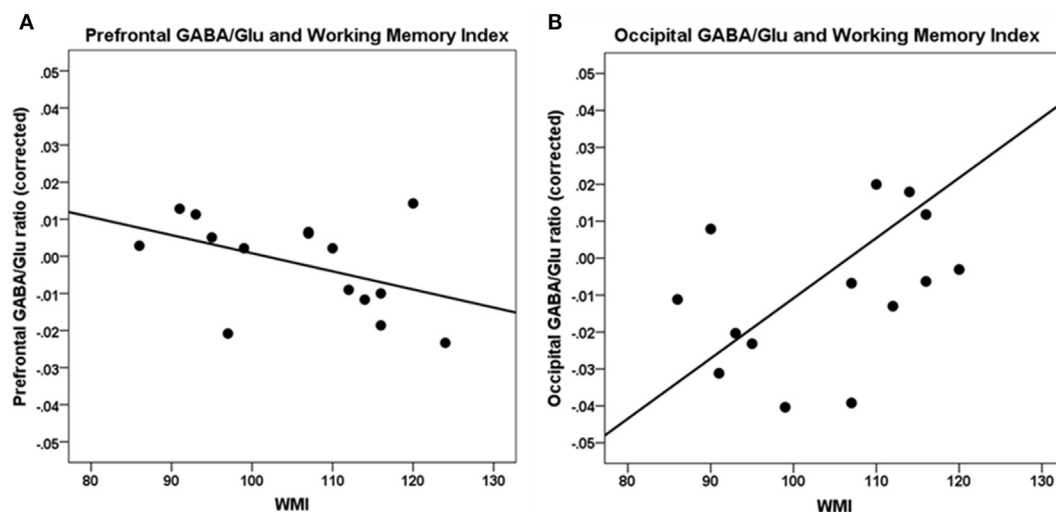 A
Prefrontal GABA/Glu and Working Memory Index
Prefrontal GABA/Glu ratio (corrected)
.05
.04
.03
.02
.01
.00
-.01
-.02
-.03
-.04
-.05
80 90 100 110 120 130
WMI
B
Occipital GABA/Glu and Working Memory Index
Occipital GABA/Glu ratio (corrected)
.05
.04
.03
.02
.01
.00
-.01
-.02
-.03
-.04
-.05
80 90 100 110 120 130
WMI